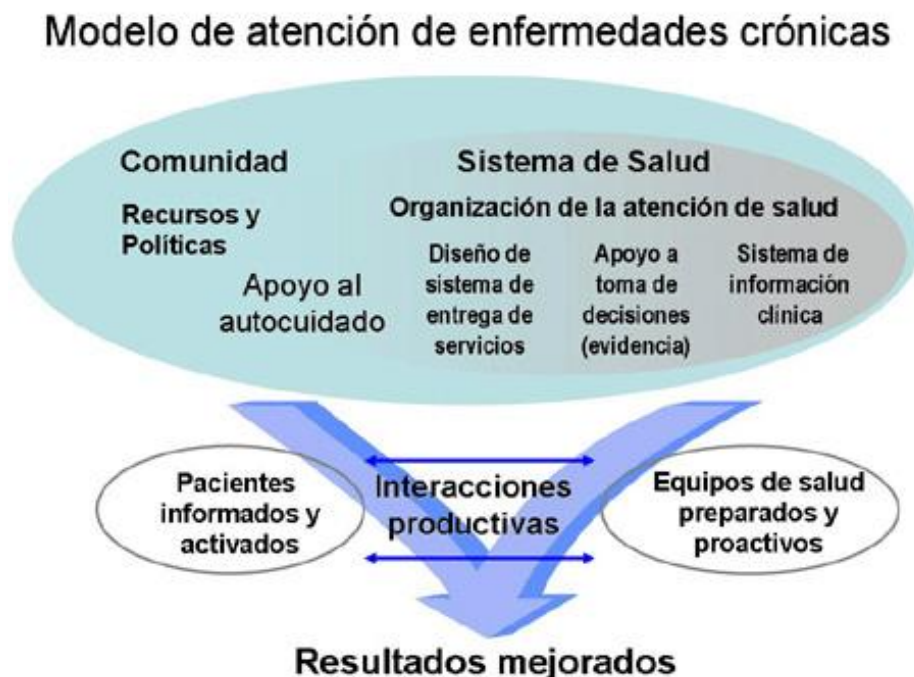 Modelo de atención de enfermedades crónicas
Comunidad
Recursos y
Políticas
Sistema de Salud
Organización de la atención de salud
Apoyo al
autocuidado
Diseño de
sistema de
entrega de
servicios
Apoyo a
toma de
decisiones
(evidencia)
Sistema de
información
clínica
Pacientes
informados y
activados
Interacciones
productivas
Equipos de salud
preparados y
proactivos
Resultados mejorados